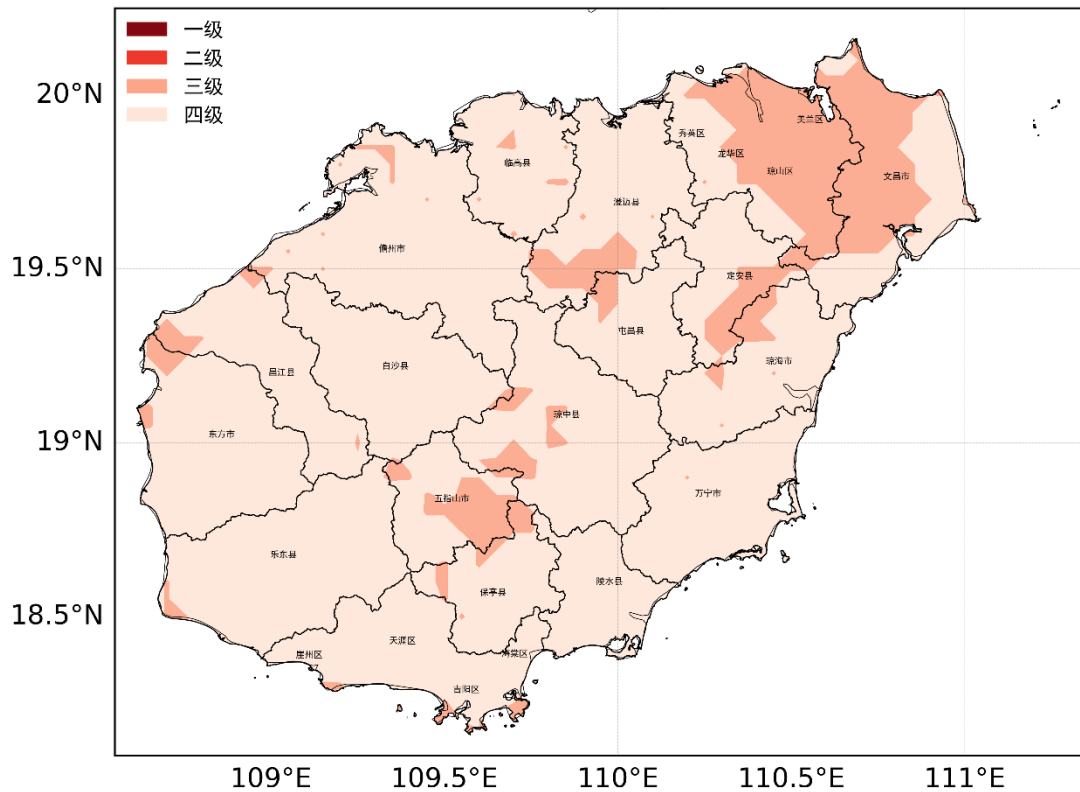 一级
二级
三级
四级
20°N
19.5°N
19°N
18.5°N
109°E
109.5°E
110°E
110.5°E
111°E
美兰区
秀英区
龙华区
琼山区
文昌市
临高县
澄迈县
儋州市
定安县
屯昌县
琼海市
白沙县
昌江县
琼中县
东方市
五指山市
万宁市
乐东县
保亭县
陵水县
天涯区
崖州区
海棠区
吉阳区